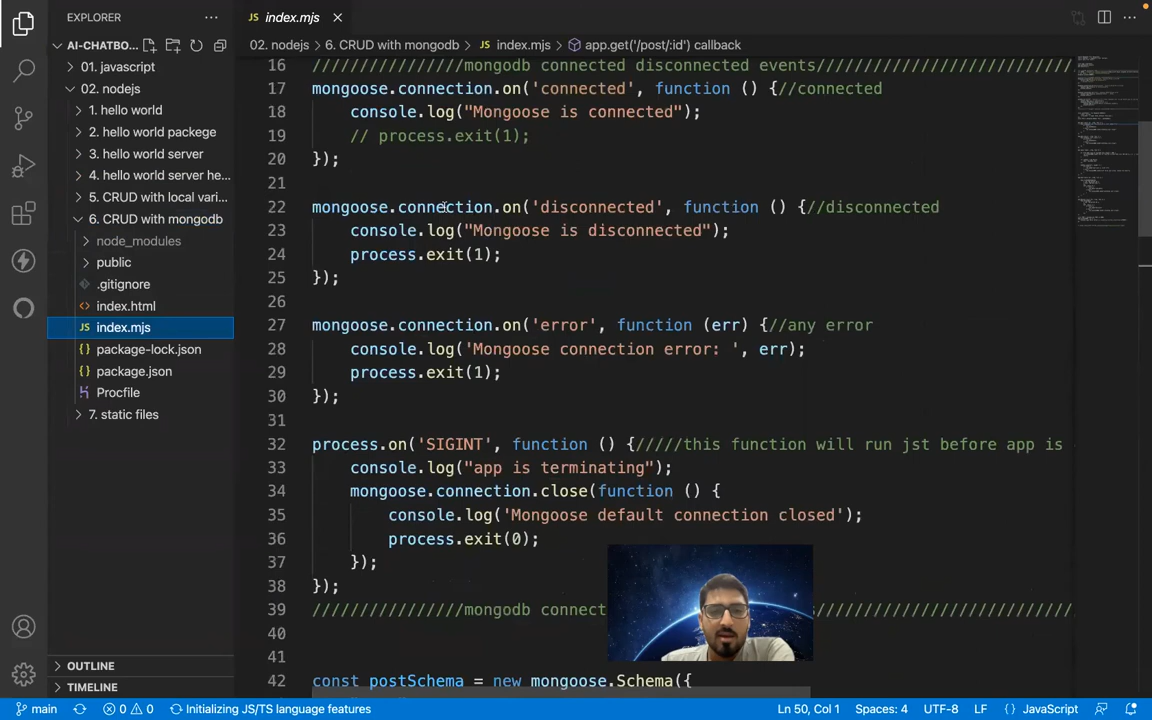 EXPLORER
index.mjs
AI-CHATBO...
02. nodejs > 6. CRUD with mongodb > JS index.mjs > app.get('/post/:id') callback
01. javascript
02. nodejs
1. hello world
2. hello world packege
3. hello world server
4. hello world server he...
5. CRUD with local vari...
6. CRUD with mongodb
node_modules
public
.gitignore
index.html
JS index.mjs
{} package-lock.json
{} package.json
Procfile
7. static files
OUTLINE
TIMELINE
16 ////////////////mongodb connected disconnected events///////////////////////////
17 mongoose.connection.on('connected', function () {//connected
18 console.log("Mongoose is connected");
19 // process.exit(1);
20 });
21
22 mongoose.connection.on('disconnected', function () {//disconnected
23 console.log("Mongoose is disconnected");
24 process.exit(1);
25 });
26
27 mongoose.connection.on('error', function (err) {//any error
28 console.log('Mongoose connection error: ', err);
29 process.exit(1);
30 });
31
32 process.on('SIGINT', function () {/////this function will run jst before app is
33 console.log("app is terminating");
34 mongoose.connection.close(function () {
35 console.log('Mongoose default connection closed');
36 process.exit(0);
37 });
38 });
39 ////////////////mongodb connect
40
41
42 const postSchema = new mongoose.Schema({
main
0 0
Initializing JS/TS language features
Ln 50, Col 1
Spaces: 4
UTF-8
LF
{} JavaScript